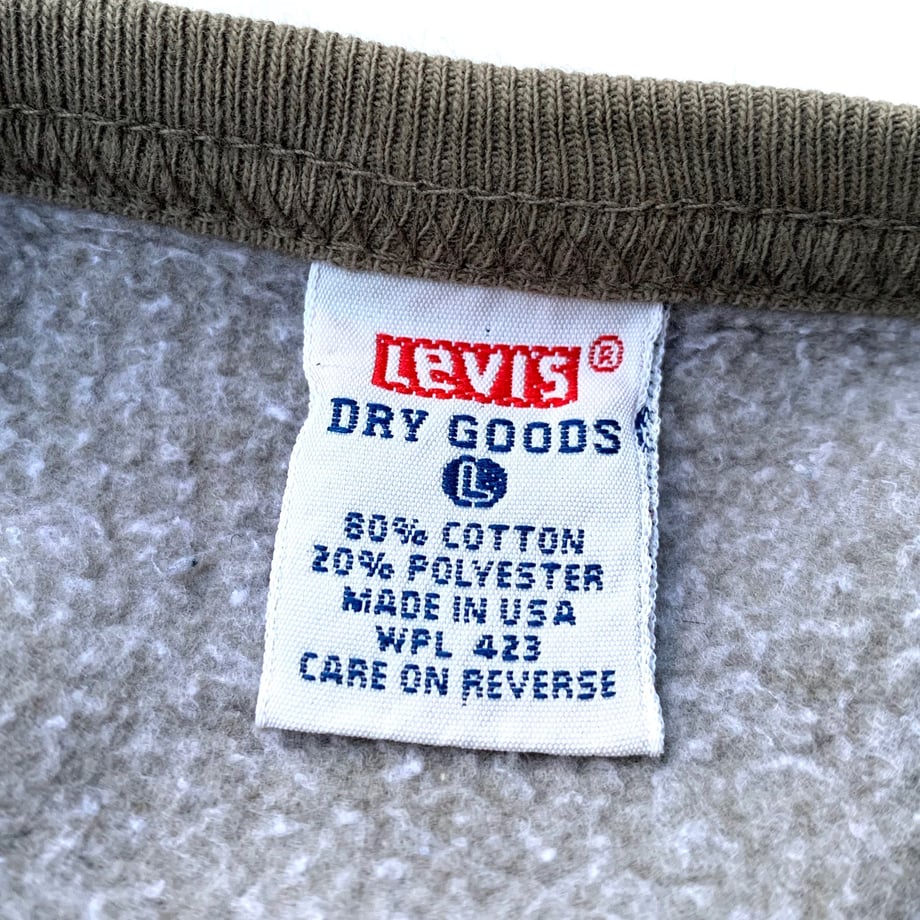 LEVI'S ®
DRY GOODS
L
80% COTTON
20% POLYESTER
MADE IN USA
WPL 423
CARE ON REVERSE